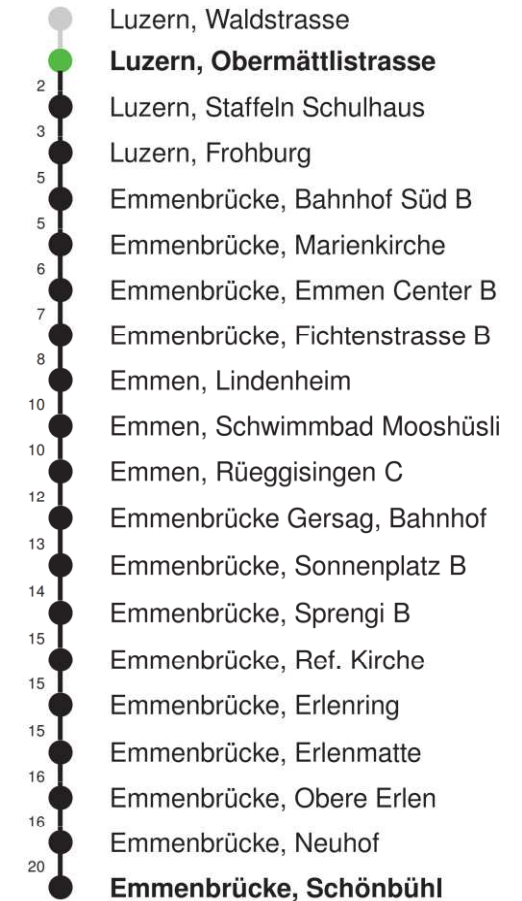 Luzern, Waldstrasse
Luzern, Obermättlistrasse
2
Luzern, Staffeln Schulhaus
3
Luzern, Frohburg
5
Emmenbrücke, Bahnhof Süd B
5
Emmenbrücke, Marienkirche
6
Emmenbrücke, Emmen Center B
7
Emmenbrücke, Fichtenstrasse B
8
Emmen, Lindenheim
10
Emmen, Schwimmbad Mooshüsli
10
Emmen, Rüeggisingen C
12
Emmenbrücke Gersag, Bahnhof
13
Emmenbrücke, Sonnenplatz B
14
Emmenbrücke, Sprengi B
15
Emmenbrücke, Ref. Kirche
15
Emmenbrücke, Erlenring
15
Emmenbrücke, Erlenmatte
16
Emmenbrücke, Obere Erlen
16
Emmenbrücke, Neuhof
20
Emmenbrücke, Schönbühl